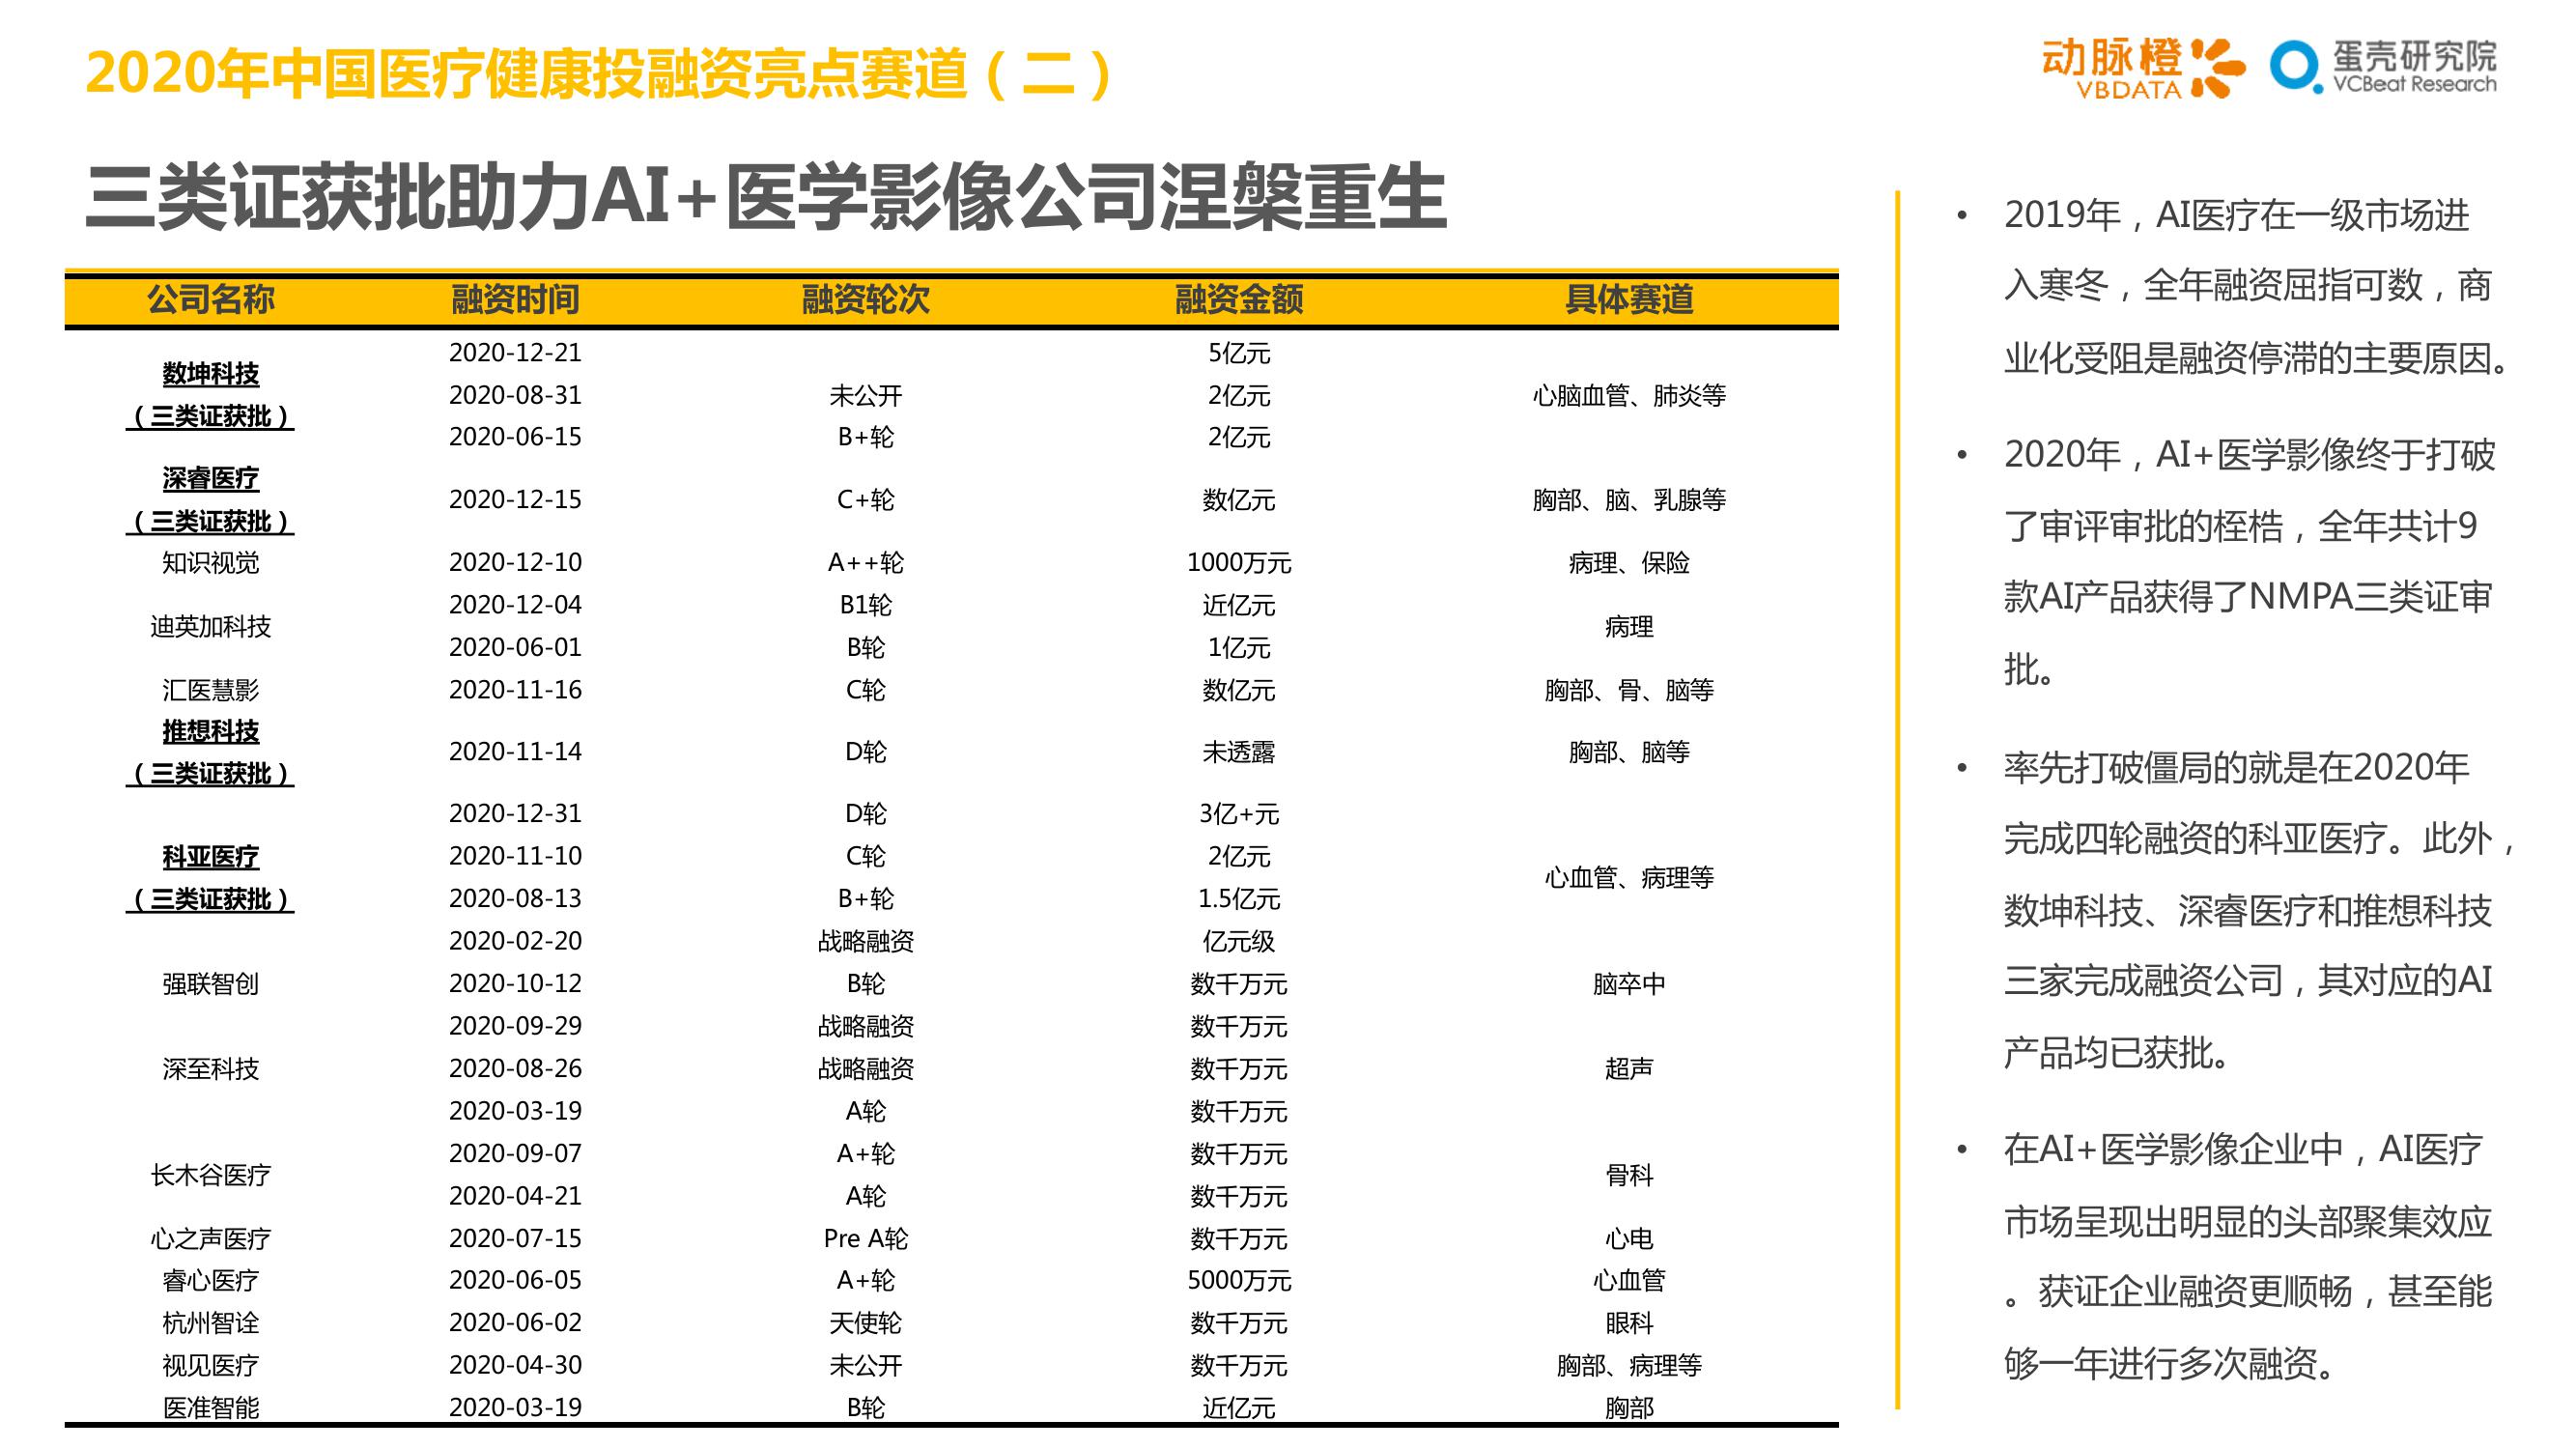 2020年中国医疗健康投融资亮点赛道（二）
动脉橙
VBDATA
蛋壳研究院
VCBeat Research
三类证获批助力AI+医学影像公司涅槃重生
公司名称 融资时间 融资轮次 融资金额 具体赛道
数坤科技
（三类证获批）
2020-12-21 5亿元
2020-08-31 未公开 2亿元 心脑血管、肺炎等
2020-06-15 B+轮 2亿元
深睿医疗
（三类证获批）
2020-12-15 C+轮 数亿元 胸部、脑、乳腺等
知识视觉 2020-12-10 A++轮 1000万元 病理、保险
迪英加科技
2020-12-04 B1轮 近亿元
病理
2020-06-01 B轮 1亿元
汇医慧影 2020-11-16 C轮 数亿元 胸部、骨、脑等
推想科技
（三类证获批）
2020-11-14 D轮 未透露 胸部、脑等
科亚医疗
（三类证获批）
2020-12-31 D轮 3亿+元
2020-11-10 C轮 2亿元
心血管、病理等
2020-08-13 B+轮 1.5亿元
2020-02-20 战略融资 亿元级
强联智创 2020-10-12 B轮 数千万元 脑卒中
2020-09-29 战略融资 数千万元
深至科技 2020-08-26 战略融资 数千万元 超声
2020-03-19 A轮 数千万元
长木谷医疗
2020-09-07 A+轮 数千万元
骨科
2020-04-21 A轮 数千万元
心之声医疗 2020-07-15 Pre A轮 数千万元 心电
睿心医疗 2020-06-05 A+轮 5000万元 心血管
杭州智诠 2020-06-02 天使轮 数千万元 眼科
视见医疗 2020-04-30 未公开 数千万元 胸部、病理等
医准智能 2020-03-19 B轮 近亿元 胸部
• 2019年，AI医疗在一级市场进
入寒冬，全年融资屈指可数，商
业化受阻是融资停滞的主要原因。
• 2020年，AI+医学影像终于打破
了审评审批的桎梏，全年共计9
款AI产品获得了NMPA三类证审
批。
• 率先打破僵局的就是在2020年
完成四轮融资的科亚医疗。此外，
数坤科技、深睿医疗和推想科技
三家完成融资公司，其对应的AI
产品均已获批。
• 在AI+医学影像企业中，AI医疗
市场呈现出明显的头部聚集效应
。获证企业融资更顺畅，甚至能
够一年进行多次融资。